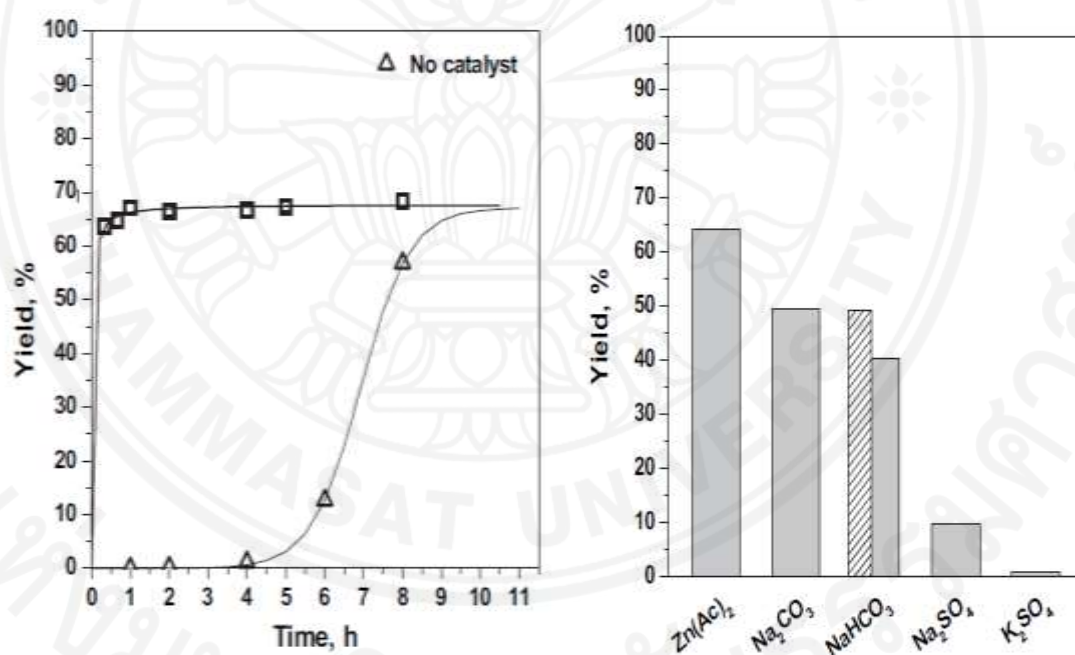 100
90
80
70
60
50
40
30
20
10
0
Yield, %
△ No catalyst
0 1 2 3 4 5 6 7 8 9 10 11
Time, h
100
90
80
70
60
50
40
30
20
10
0
Yield, %
Zn(Ac)₂
Na₂CO₃
NaHCO₃
Na₂SO₄
K₂SO₄
THAMMASAT UNIVERSITY